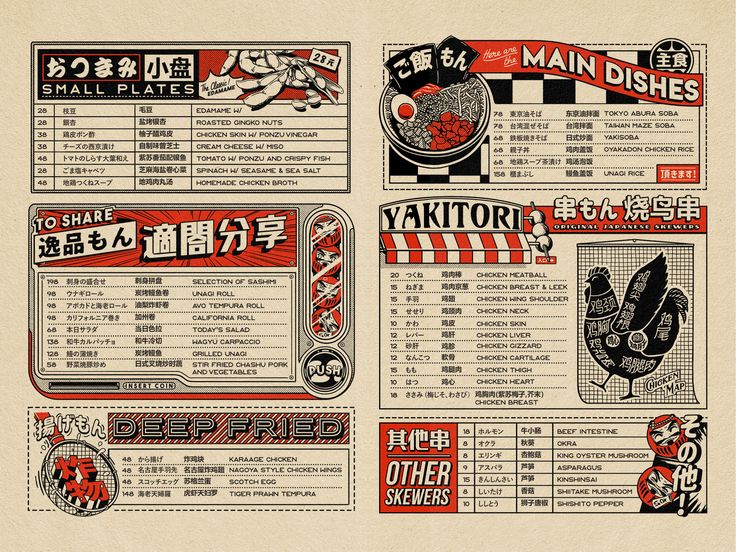 おつまみ 小盘
SMALL PLATES
The Classic!
EDAMAME
28元
28 枝豆 毛豆 EDAMAME W/
28 銀杏 盐烤银杏 ROASTED GINGKO NUTS
38 鶏皮ポン酢 柚子醋鸡皮 CHICKEN SKIN W/ PONZU VINEGAR
38 チーズの西京漬け 自制味曾芝士 CREAM CHEESE W/ MISO
48 トマトのしらす大葉和え 紫苏番茄配银鱼 TOMATO W/ PONZU AND CRISPY FISH
28 ごま塩キャベツ 芝麻海盐卷心菜 SPINACH W/ SEASAME & SEA SALT
48 地鶏つくねスープ 地鸡肉丸汤 HOMEMADE CHICKEN BROTH
TO SHARE
逸品もん 適閤分享
198 刺身の盛合せ 刺身拼盘 SELECTION OF SASHIMI
98 ウナギロール 炭烤鳗鱼卷 UNAGI ROLL
98 アボカドと海老ロール 油梨炸虾卷 AVO TEMPURA ROLL
98 カリフォルニア巻き 加州卷 CALIFORNIA ROLL
68 本日サラダ 当日色拉 TODAY'S SALAD
138 和牛カルパッチョ 和牛冷切 WAGYU CARPACCIO
128 鰻の蒲焼き 炭烤鳗鱼 GRILLED UNAGI
58 野菜焼豚炒め 日式叉烧炒时蔬 STIR FRIED CHASHU PORK
AND VEGETABLES
INSERT COIN
PUSH
揚げもん DEEP FRIED
炸物
48 から揚げ 炸鸡块 KARAAGE CHICKEN
48 名古屋手羽先 名古屋炸鸡翅 NAGOYA STYLE CHICKEN WINGS
48 スコッチエッグ 苏格兰蛋 SCOTCH EGG
148 海老天婦羅 虎虾天妇罗 TIGER PRAWN TEMPURA
ご飯もん
Here are
the
MAIN DISHES
主食
78 東京油そば 东京油拌面 TOKYO ABURA SOBA
68 台湾混ぜそば 台湾拌面 TAIWAN MAZE SOBA
68 鉄板焼きそば 日式炒面 YAKISOBA
68 親子丼 鸡肉滑蛋饭 OYAKODON CHICKEN RICE
68 地鶏スープ茶漬け 鸡汤泡饭
158 櫃まぶし 鳗鱼盖饭 UNAGI RICE
頂きます!
YAKITORI
串もん 烧鸟串
ORIGINAL JAPANESE SKEWERS
入口
20 つくね 鸡肉棒 CHICKEN MEATBALL
15 ねぎま 鸡肉京葱 CHICKEN BREAST & LEEK
15 手羽 鸡翅 CHICKEN WING SHOULDER
15 せせり 鸡颈肉 CHICKEN NECK
10 かわ 鸡皮 CHICKEN SKIN
12 レバー 鸡肝 CHICKEN LIVER
12 砂肝 鸡胗 CHICKEN GIZZARD
12 なんこつ 軟骨 CHICKEN CARTILAGE
15 もも 鸡腿肉 CHICKEN THIGH
10 はつ 鸡心 CHICKEN HEART
18 ささみ (梅じそ, わさび) 鸡胸肉(紫苏梅子,芥末)
CHICKEN BREAST
鸡颈
鸡尾
鸡腿肉
CHICKEN
MAP
其他串
OTHER
SKEWERS
18 ホルモン 牛小肠 BEEF INTESTINE
8 オクラ 秋葵 OKRA
8 エリンギ 杏鲍菇 KING OYSTER MUSHROOM
9 アスパラ 芦笋 ASPARAGUS
15 きんしんさい 芦笋 KINSHINSAI
8 しいたけ 香菇 SHIITAKE MUSHROOM
10 ししとう 狮子唐椒 SHISHITO PEPPER
その他!